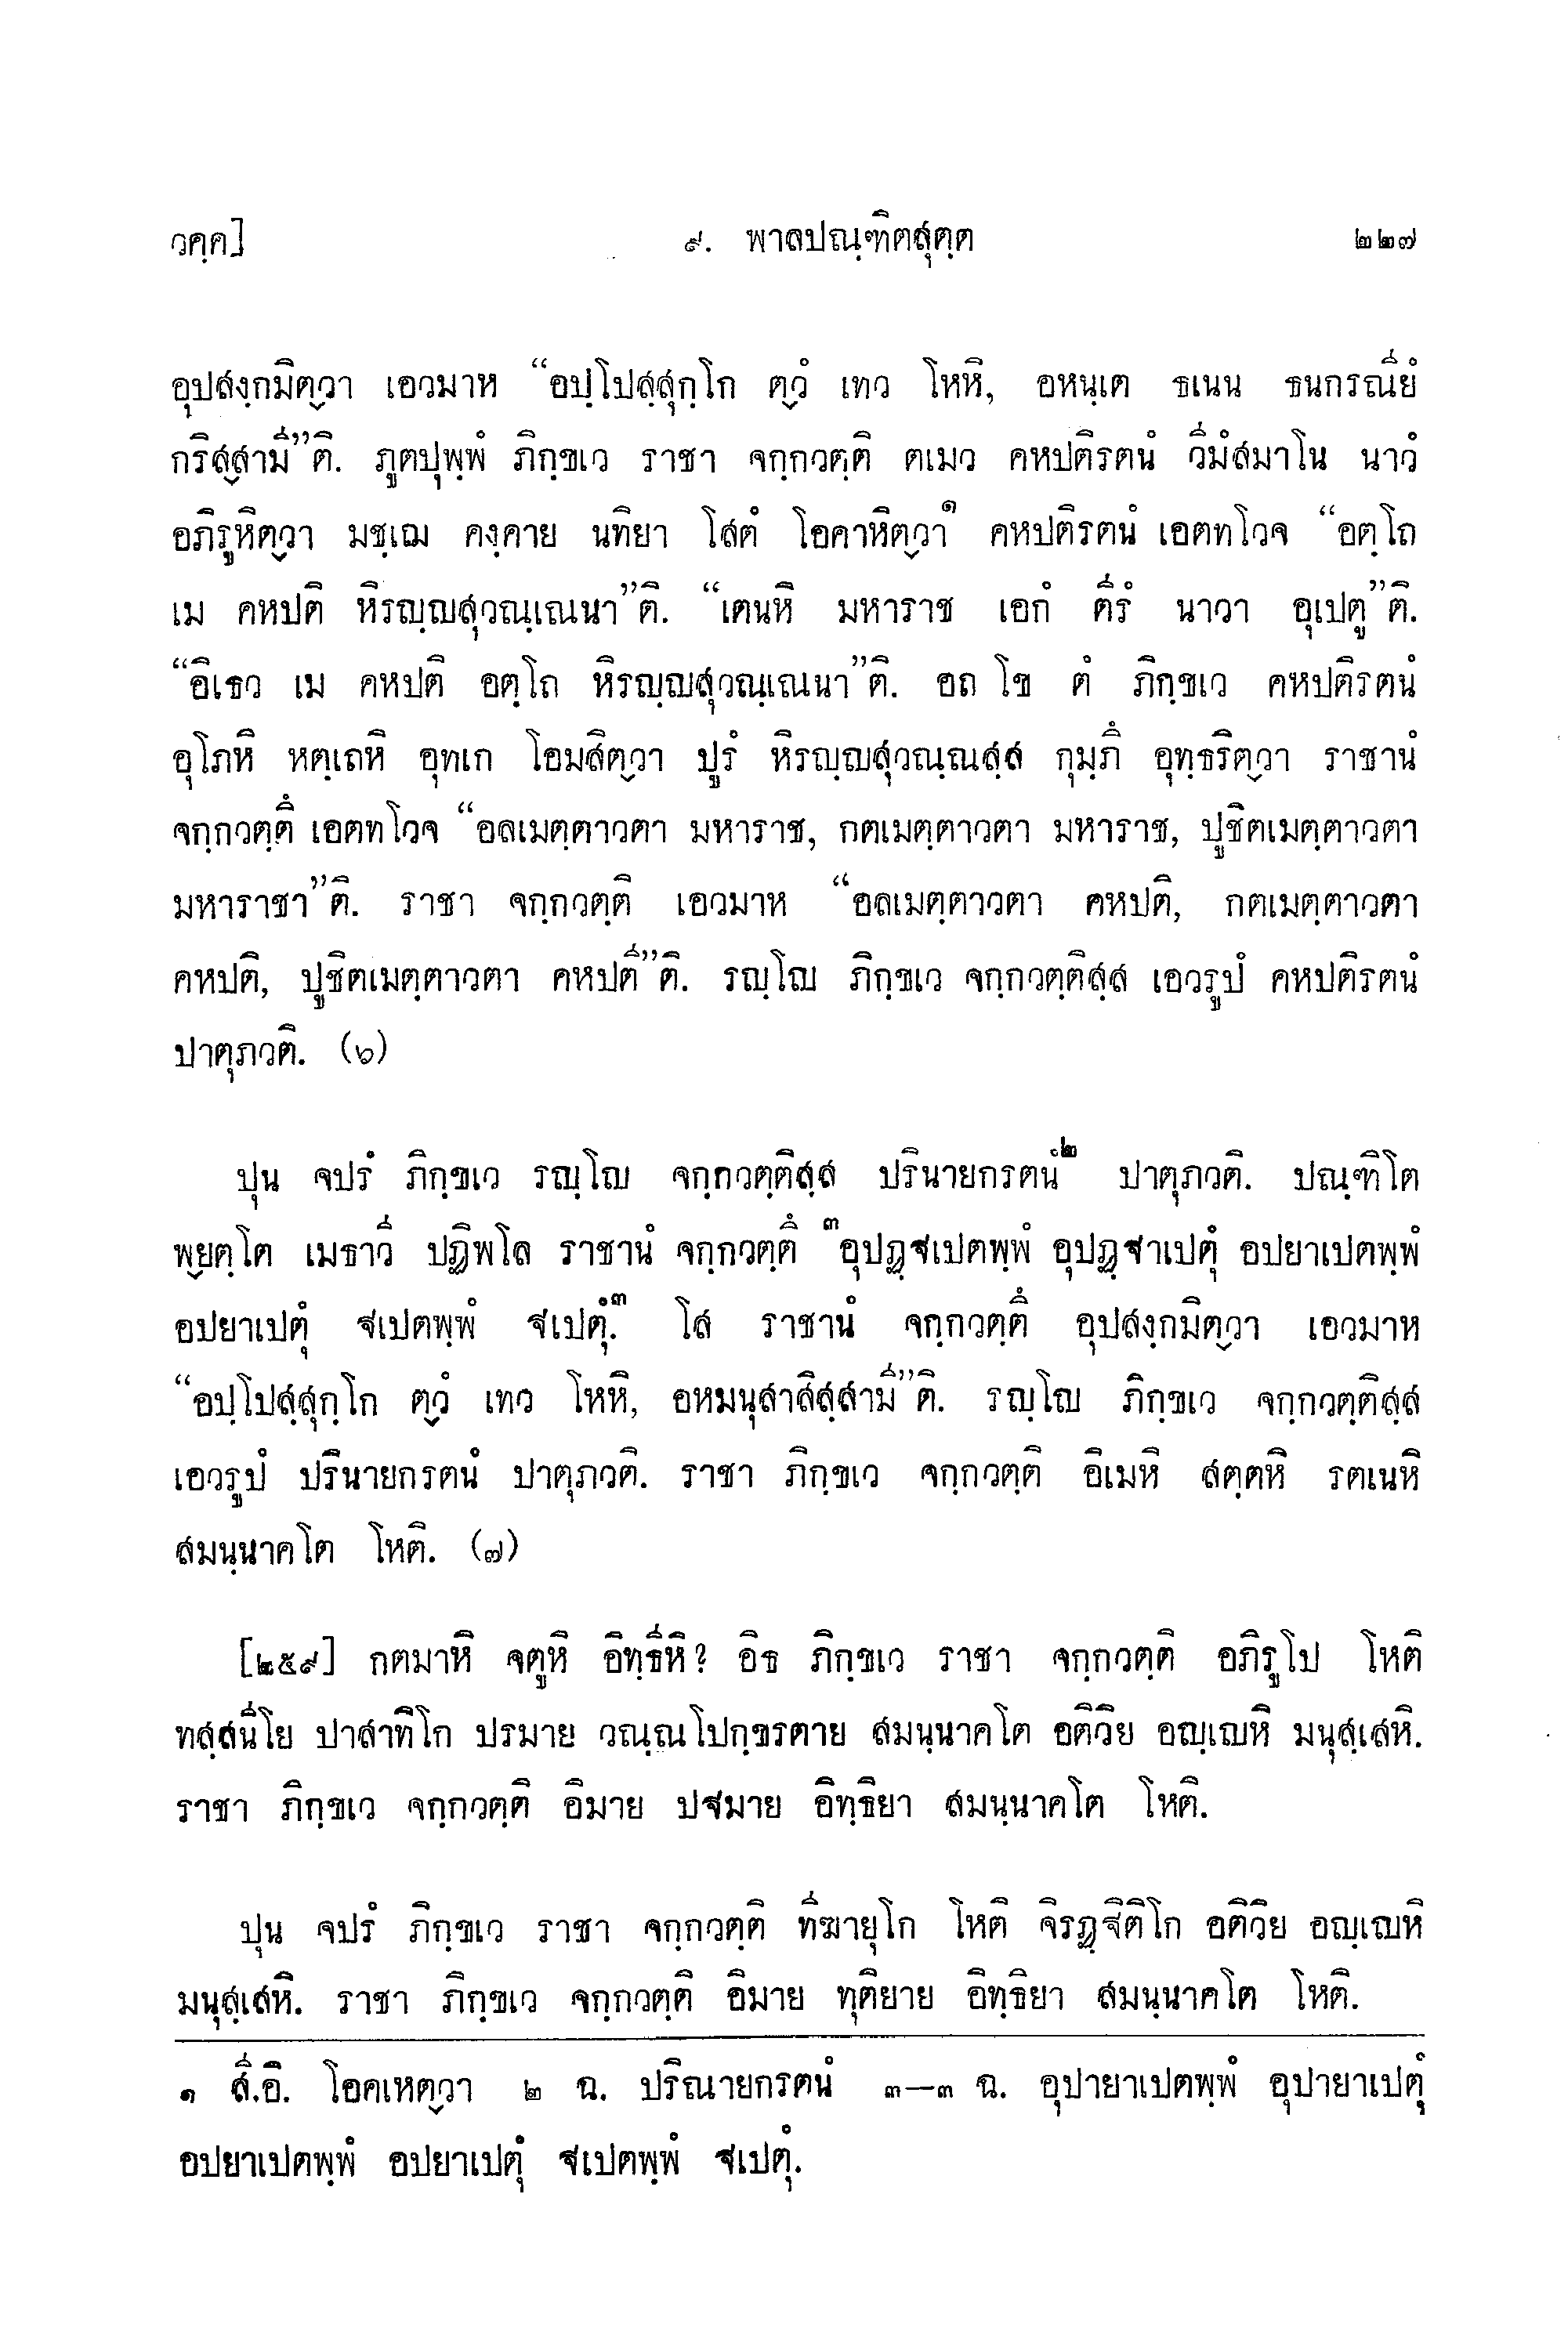 วคฺค]	๙. พาลปณฺฑิตสุตฺต	๒๒๗
อุปสงฺกมิตฺวา เอวมาห “อปฺโปสฺสุกฺโก ตฺวํ เทว โหหิ, อหนฺเต ธเนน ธนกรณียํ
กริสฺสามี”ติ. ภูตปุพฺพํ ภิกฺขเว ราชา จกฺกวตฺติ ตเมว คหปติรตนํ วีมํสมาโน นาวํ
อภิรูหิตฺวา มชฺเฌ คงฺคาย นทิยา โสตํ โอคาหิตฺวา๑ คหปติรตนํ เอตทโวจ “อตฺโถ
เม คหปติ หิรญฺญสุวณฺเณนา”ติ. “เตนหิ มหาราช เอกํ ตีรํ นาวา อุเปตู”ติ.
“อิเธว เม คหปติ อตฺโถ หิรญฺญสุวณฺเณนา”ติ. อถ โข ตํ ภิกฺขเว คหปติรตนํ
อุโภหิ หตฺเถหิ อุทเก โอมสิตฺวา ปูรํ หิรญฺญสุวณฺณสฺส กุมฺภึ อุทฺธริตฺวา ราชานํ
จกฺกวตฺตึ เอตทโวจ “อลเมตฺตาวตา มหาราช, กตเมตฺตาวตา มหาราช, ปูชิตเมตฺตาวตา
มหาราชา”ติ. ราชา จกฺกวตฺติ เอวมาห “อลเมตฺตาวตา คหปติ, กตเมตฺตาวตา
คหปติ, ปูชิตเมตฺตาวตา คหปตี”ติ. รญฺโญ ภิกฺขเว จกฺกวตฺติสฺส เอวรูปํ คหปติรตนํ
ปาตุภวติ. (๖)
ปุน จปรํ ภิกฺขเว รญฺโญ จกฺกวตฺติสฺส ปรินายกรตนํ๒ ปาตุภวติ. ปณฺฑิโต
พฺยตฺโต เมธาวี ปฏิพโล ราชานํ จกฺกวตฺตึ ๓อุปฏฺฐเปตพฺพํ อุปฏฺฐาเปตุํ อปยาเปตพฺพํ
อปยาเปตุํ ฐเปตพฺพํ ฐเปตุํ.๓ โส ราชานํ จกฺกวตฺตึ อุปสงฺกมิตฺวา เอวมาห
“อปฺโปสฺสุกฺโก ตฺวํ เทว โหหิ, อหมนุสาสิสฺสามี”ติ. รญฺโญ ภิกฺขเว จกฺกวตฺติสฺส
เอวรูปํ ปรินายกรตนํ ปาตุภวติ. ราชา ภิกฺขเว จกฺกวตฺติ อิเมหิ สตฺตหิ รตเนหิ
สมนฺนาคโต โหติ. (๗)
[๒๕๙] กตมาหิ จตูหิ อิทฺธีหิ? อิธ ภิกฺขเว ราชา จกฺกวตฺติ อภิรูโป โหติ
ทสฺสนีโย ปาสาทิโก ปรมาย วณฺณโปกฺขรตาย สมนฺนาคโต อติวิย อญฺเญหิ มนุสฺเสหิ.
ราชา ภิกฺขเว จกฺกวตฺติ อิมาย ปฐมาย อิทฺธิยา สมนฺนาคโต โหติ.
ปุน จปรํ ภิกฺขเว ราชา จกฺกวตฺติ ทีฆายุโก โหติ จิรฏฺฐิติโก อติวิย อญฺเญหิ
มนุสฺเสหิ. ราชา ภิกฺขเว จกฺกวตฺติ อิมาย ทุติยาย อิทฺธิยา สมนฺนาคโต โหติ.
๑ สี.อิ. โอคเหตฺวา ๒ ฉ. ปริณายกรตนํ ๓—๓ ฉ. อุปายาเปตพฺพํ อุปายาเปตุํ
อปยาเปตพฺพํ อปยาเปตุํ ฐเปตพฺพํ ฐเปตุํ.